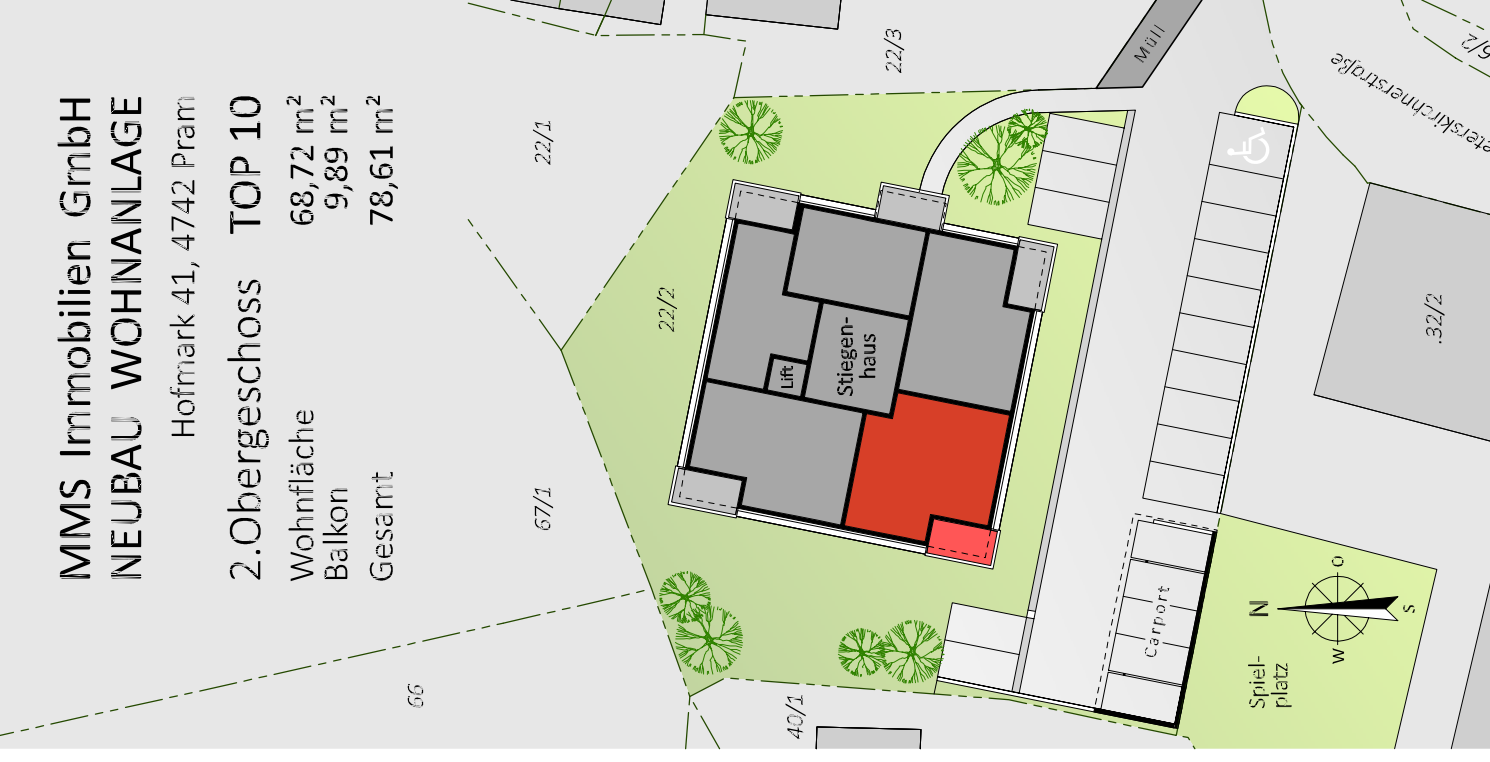 MMS Immobilien GmbH
NEUBAU WOHNANLAGE
Hofmark 41, 4742 Pram
2.Obergeschoss TOP 10
Wohnfläche 68,72 m²
Balkon 9,89 m²
Gesamt 78,61 m²
22/1
22/2
22/3
67/1
66
40/1
.32/2
Müll
Lift
Stiegen-
haus
Carport
Spiel-
platz
N
O
S
W